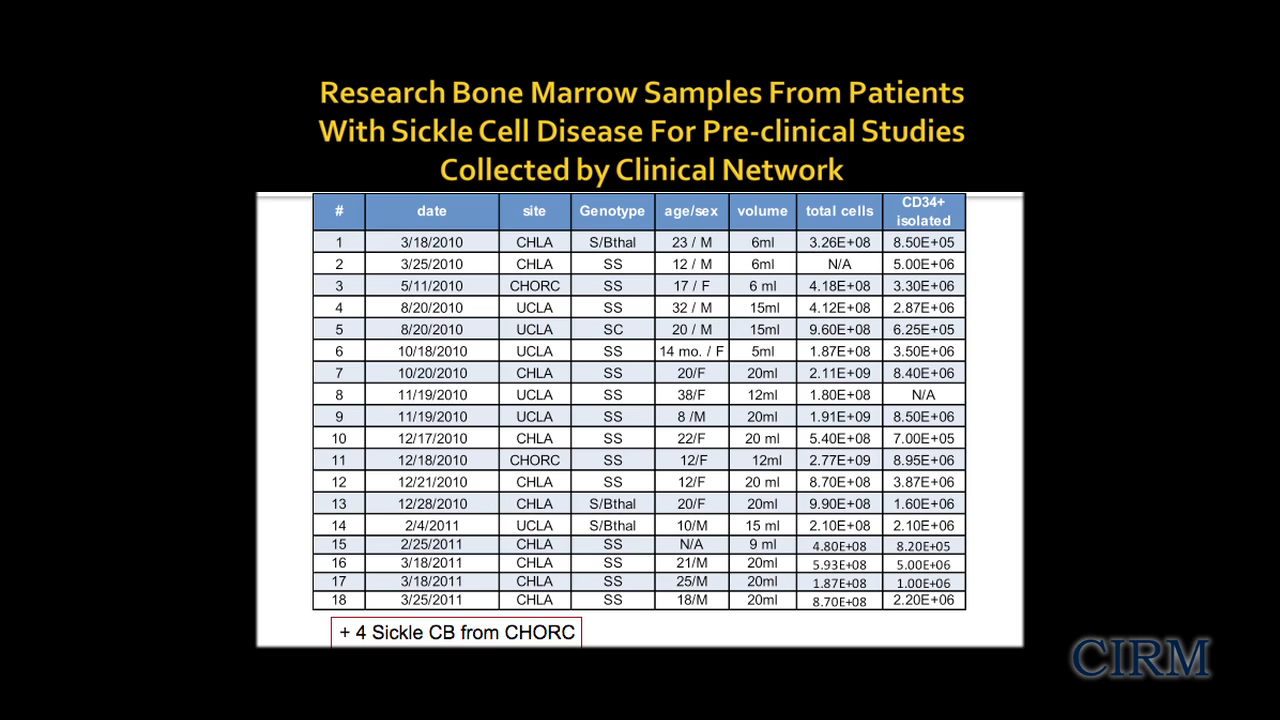 Research Bone Marrow Samples From Patients
With Sickle Cell Disease For Pre-clinical Studies
Collected by Clinical Network
# date site Genotype age/sex volume total cells CD34+ isolated
1 3/18/2010 CHLA S/Bthal 23 / M 6ml 3.26E+08 8.50E+05
2 3/25/2010 CHLA SS 12 / M 6ml N/A 5.00E+06
3 5/11/2010 CHORC SS 17 / F 6 ml 4.18E+08 3.30E+06
4 8/20/2010 UCLA SS 32 / M 15ml 4.12E+08 2.87E+06
5 8/20/2010 UCLA SC 20 / M 15ml 9.60E+08 6.25E+05
6 10/18/2010 UCLA SS 14 mo. / F 5ml 1.87E+08 3.50E+06
7 10/20/2010 CHLA SS 20/F 20ml 2.11E+09 8.40E+06
8 11/19/2010 UCLA SS 38/F 12ml 1.80E+08 N/A
9 11/19/2010 UCLA SS 8 /M 20ml 1.91E+09 8.50E+06
10 12/17/2010 CHLA SS 22/F 20 ml 5.40E+08 7.00E+05
11 12/18/2010 CHORC SS 12/F 12ml 2.77E+09 8.95E+06
12 12/21/2010 CHLA SS 12/F 20 ml 8.70E+08 3.87E+06
13 12/28/2010 CHLA S/Bthal 20/F 20ml 9.90E+08 1.60E+06
14 2/4/2011 UCLA S/Bthal 10/M 15 ml 2.10E+08 2.10E+06
15 2/25/2011 CHLA SS N/A 9 ml 4.80E+08 8.20E+05
16 3/18/2011 CHLA SS 21/M 20ml 5.93E+08 5.00E+06
17 3/18/2011 CHLA SS 25/M 20ml 1.87E+08 1.00E+06
18 3/25/2011 CHLA SS 18/M 20ml 8.70E+08 2.20E+06
+ 4 Sickle CB from CHORC
CIRM